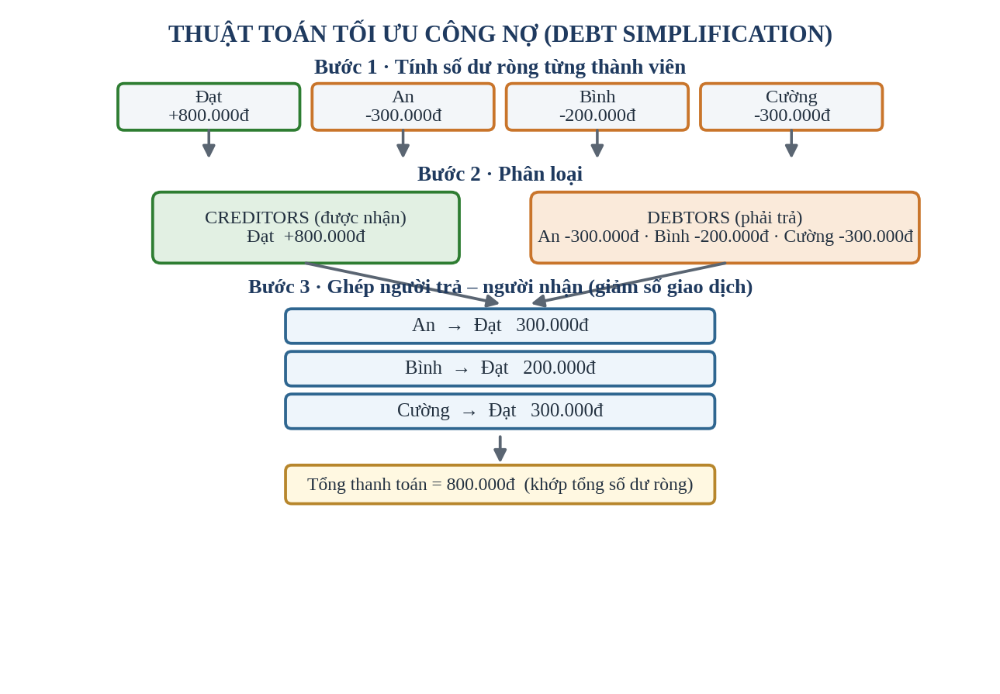 THUẬT TOÁN TỐI ƯU CÔNG NỢ (DEBT SIMPLIFICATION)
Bước 1 · Tính số dư ròng từng thành viên
Đạt
+800.000đ
An
-300.000đ
Bình
-200.000đ
Cường
-300.000đ
Bước 2 · Phân loại
CREDITORS (được nhận)
Đạt  +800.000đ
DEBTORS (phải trả)
An -300.000đ · Bình -200.000đ · Cường -300.000đ
Bước 3 · Ghép người trả – người nhận (giảm số giao dịch)
An → Đạt 300.000đ
Bình → Đạt 200.000đ
Cường → Đạt 300.000đ
Tổng thanh toán = 800.000đ  (khớp tổng số dư ròng)